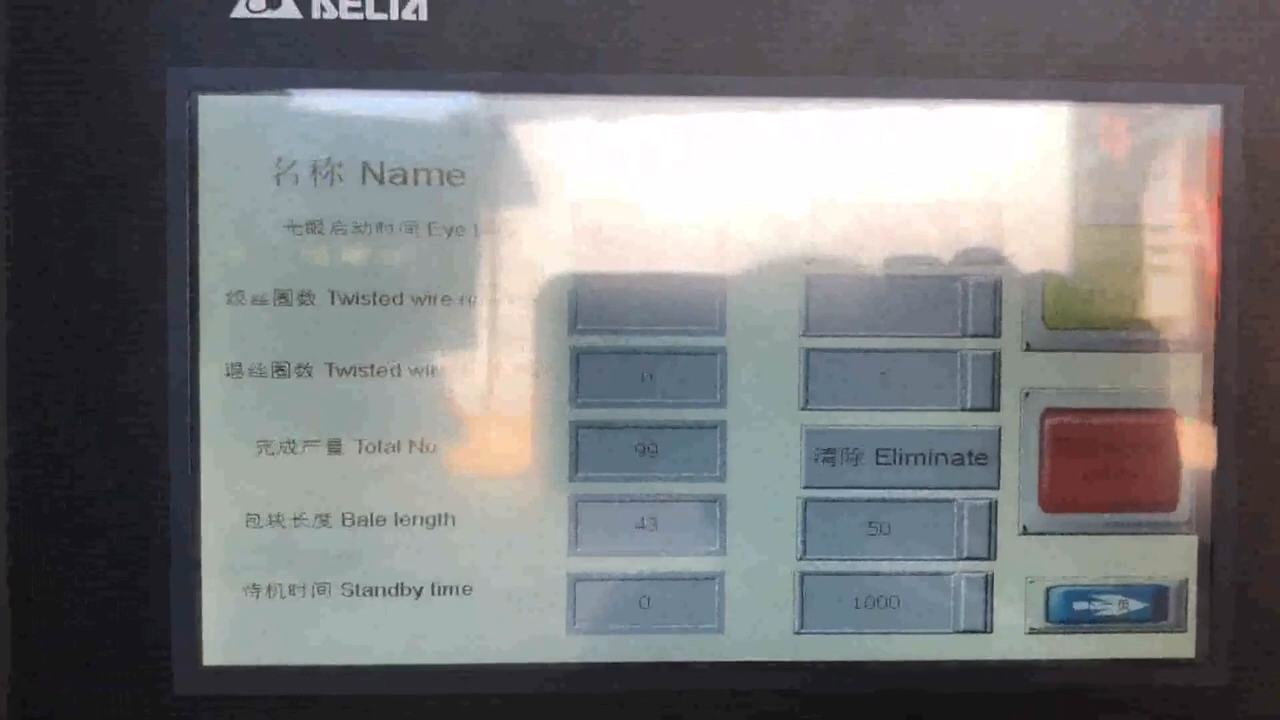 DELTA
名称 Name
光眼启动时间 Eye
绞丝圈数 Twisted wire
退丝圈数 Twisted
0
完成产量 Total No
99
清除 Eliminate
包块长度 Bale length
43
50
待机时间 Standby time
0
1000